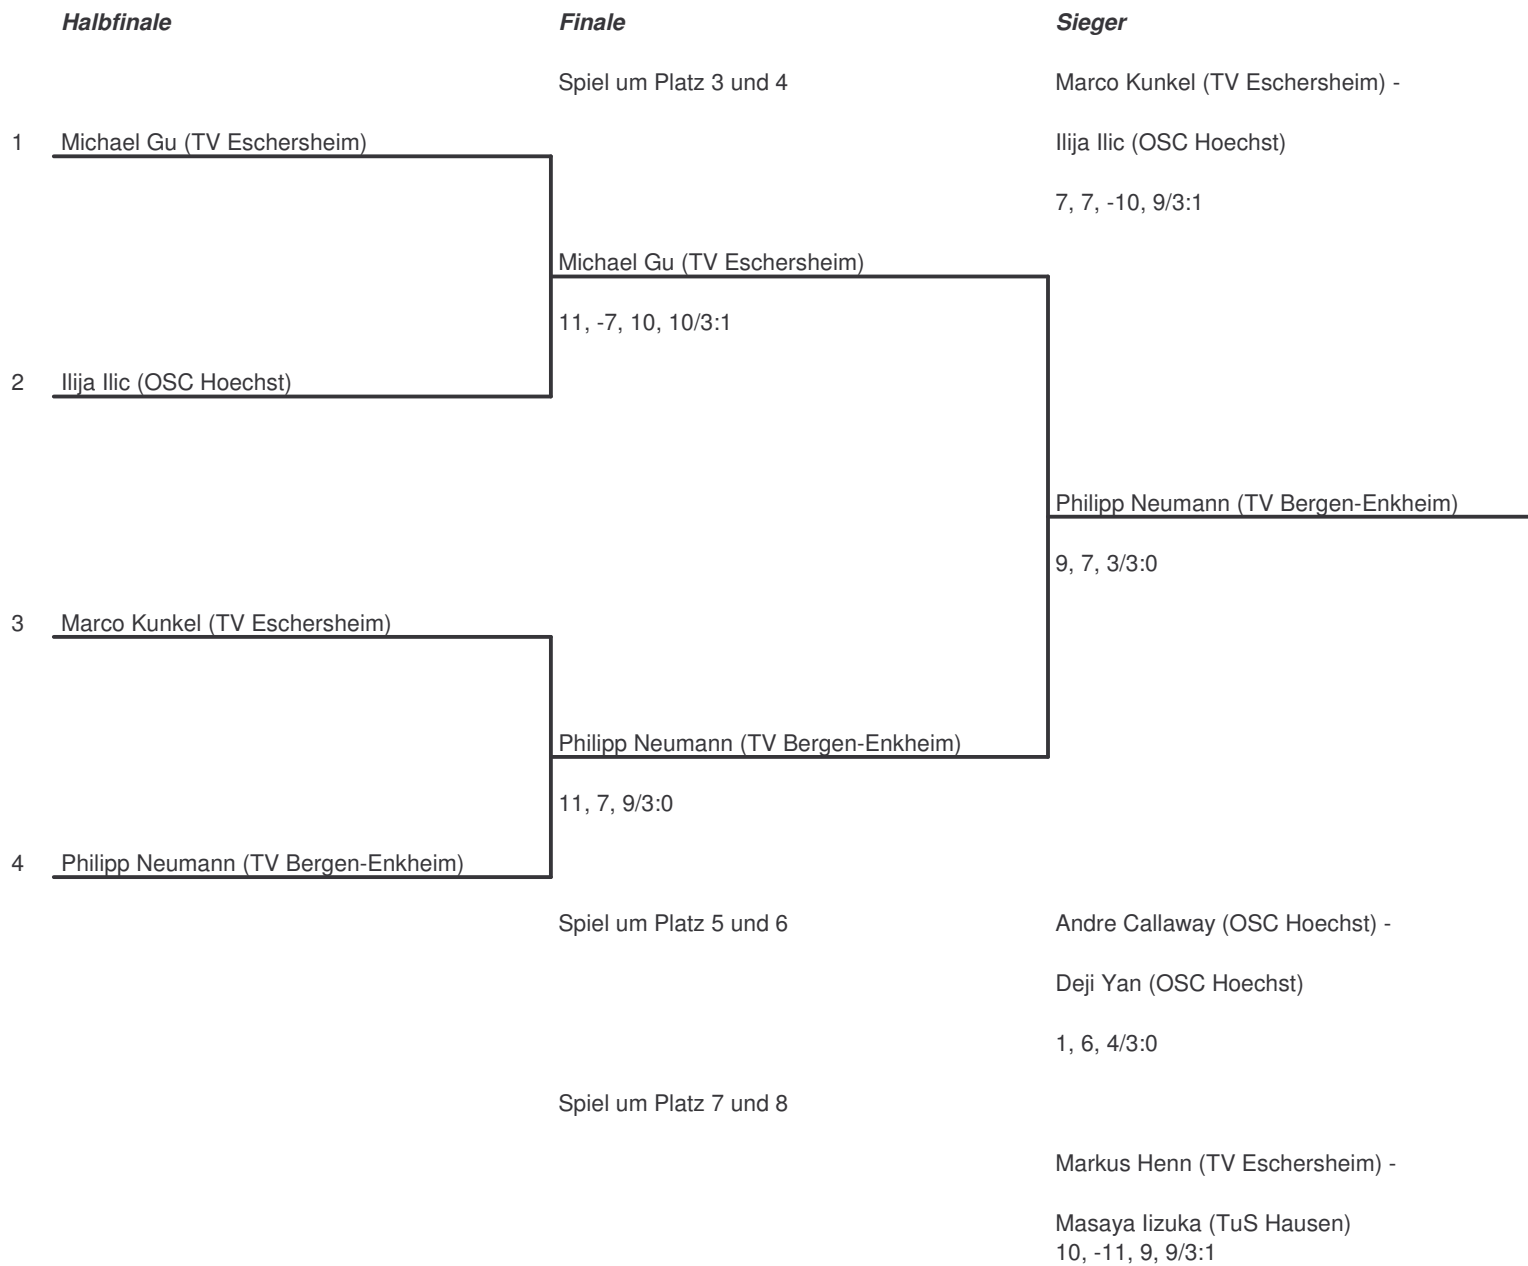 Halbfinale Finale Sieger
Spiel um Platz 3 und 4 Marco Kunkel (TV Eschersheim) -
1 Michael Gu (TV Eschersheim) Ilija Ilic (OSC Hoechst)
7, 7, -10, 9/3:1
Michael Gu (TV Eschersheim)
11, -7, 10, 10/3:1
2 Ilija Ilic (OSC Hoechst)
Philipp Neumann (TV Bergen-Enkheim)
9, 7, 3/3:0
3 Marco Kunkel (TV Eschersheim)
Philipp Neumann (TV Bergen-Enkheim)
11, 7, 9/3:0
4 Philipp Neumann (TV Bergen-Enkheim)
Spiel um Platz 5 und 6 Andre Callaway (OSC Hoechst) -
Deji Yan (OSC Hoechst)
1, 6, 4/3:0
Spiel um Platz 7 und 8
Markus Henn (TV Eschersheim) -
Masaya Iizuka (TuS Hausen)
10, -11, 9, 9/3:1